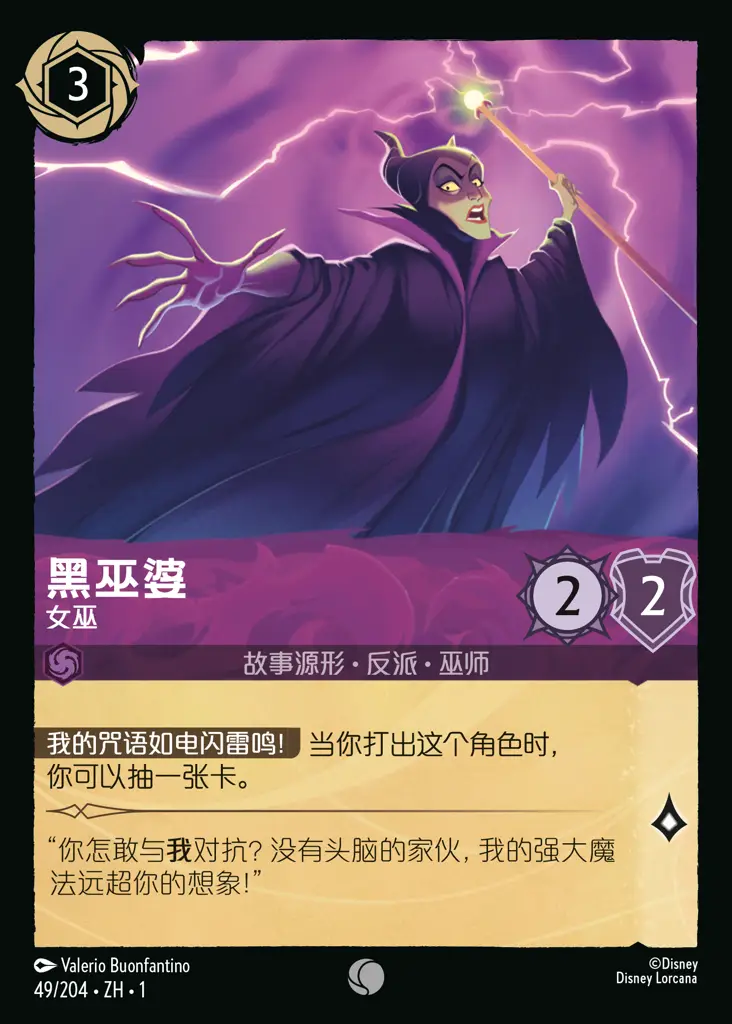 3
黑巫婆
女巫
2
2
故事源形 • 反派 • 巫师
我的咒语如电闪雷鸣! 当你打出这个角色时,
你可以抽一张卡。
“你怎敢与我对抗? 没有头脑的家伙, 我的强大魔
法远超你的想象!”
Valerio Buonfantino
49/204 • ZH • 1
©Disney
Disney Lorcana